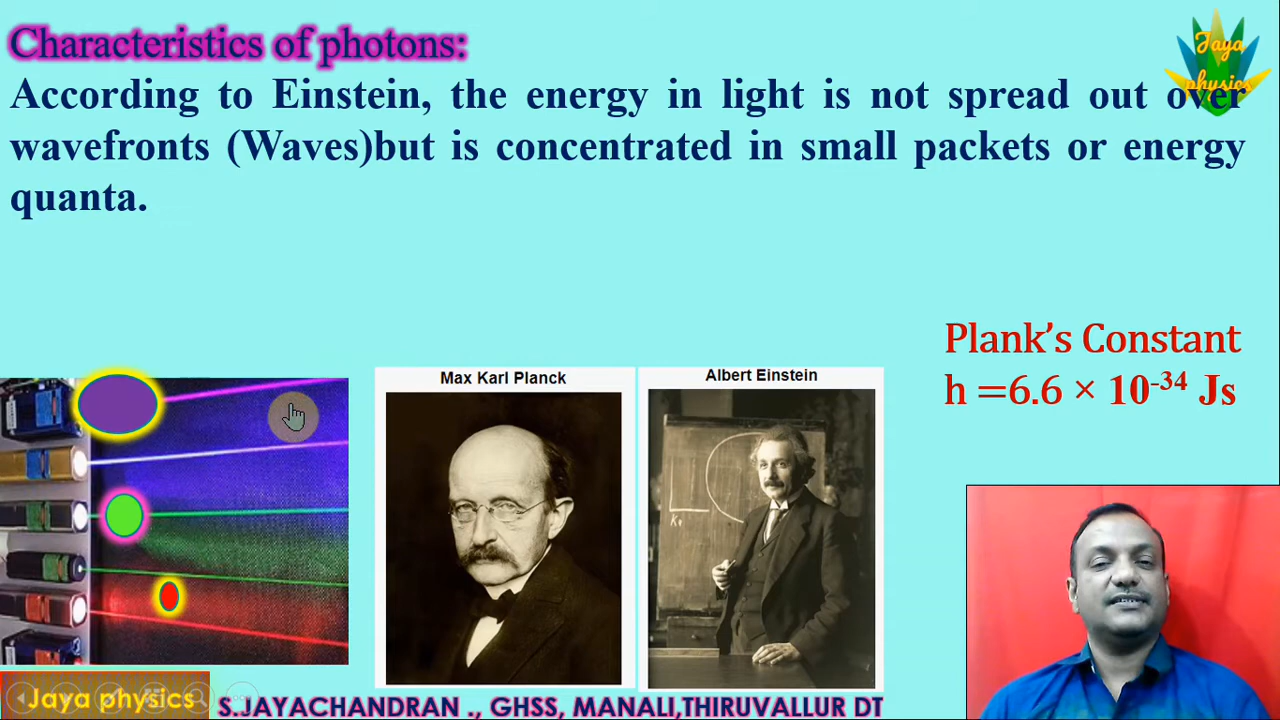 Characteristics of photons:
Jaya
physics
According to Einstein, the energy in light is not spread out over
wavefronts (Waves)but is concentrated in small packets or energy
quanta.
Plank's Constant
h =6.6 × 10⁻³⁴ Js
Max Karl Planck
Albert Einstein
Jaya physics
S.JAYACHANDRAN ., GHSS, MANALI,THIRUVALLUR DT